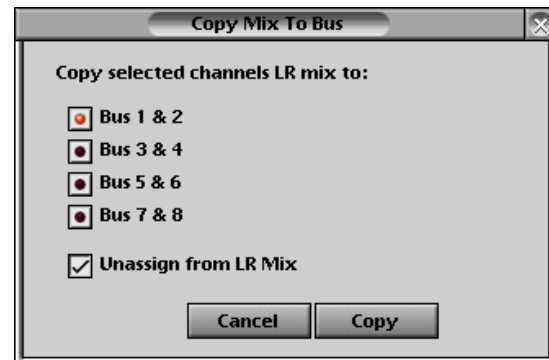 Copy Mix To Bus
Copy selected channels LR mix to:
Bus 1 & 2
Bus 3 & 4
Bus 5 & 6
Bus 7 & 8
Unassign from LR Mix
Cancel Copy